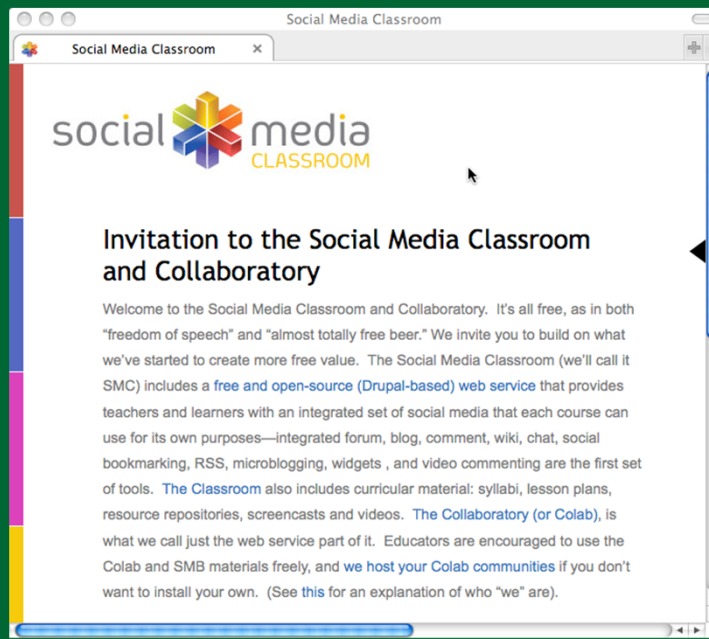 Social Media Classroom
Social Media Classroom
social media
CLASSROOM
Invitation to the Social Media Classroom
and Collaboratory
Welcome to the Social Media Classroom and Collaboratory.  It's all free, as in both
“freedom of speech” and “almost totally free beer.” We invite you to build on what
we've started to create more free value.  The Social Media Classroom (we'll call it
SMC) includes a free and open-source (Drupal-based) web service that provides
teachers and learners with an integrated set of social media that each course can
use for its own purposes—integrated forum, blog, comment, wiki, chat, social
bookmarking, RSS, microblogging, widgets , and video commenting are the first set
of tools.  The Classroom also includes curricular material: syllabi, lesson plans,
resource repositories, screencasts and videos.  The Collaboratory (or Colab), is
what we call just the web service part of it.  Educators are encouraged to use the
Colab and SMB materials freely, and we host your Colab communities if you don't
want to install your own.  (See this for an explanation of who “we” are).